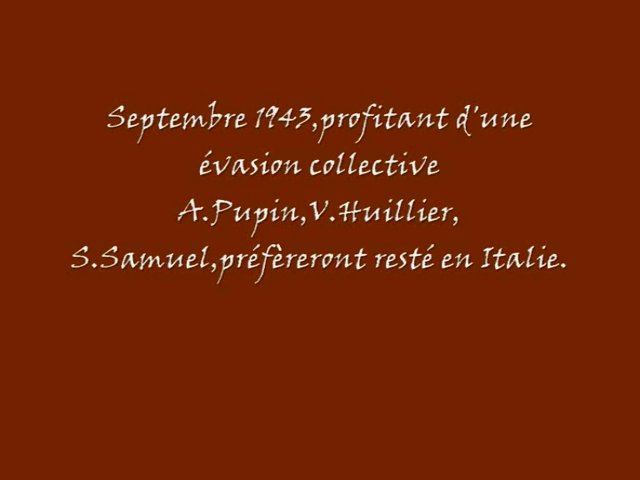 Septembre 1943,profitant d'une
évasion collective
A.Pupin,V.Huillier,
S.Samuel,préfèreront resté en Italie.